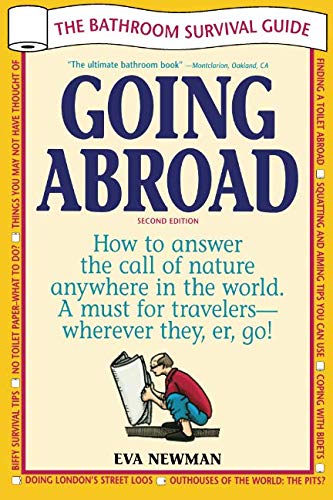 THE BATHROOM SURVIVAL GUIDE
"The ultimate bathroom book" —Montclarion, Oakland, CA
GOING
ABROAD
SECOND EDITION
How to answer
the call of nature
anywhere in the world.
A must for travelers—
wherever they, er, go!
EVA NEWMAN
BIFFY SURVIVAL TIPS • NO TOILET PAPER-WHAT TO DO? • THINGS YOU MAY NOT HAVE THOUGHT OF
FINDING A TOILET ABROAD • SQUATTING AND AIMING TIPS YOU CAN USE • COPING WITH BIDETS •
• DOING LONDON'S STREET LOOS • OUTHOUSES OF THE WORLD: THE PITS?